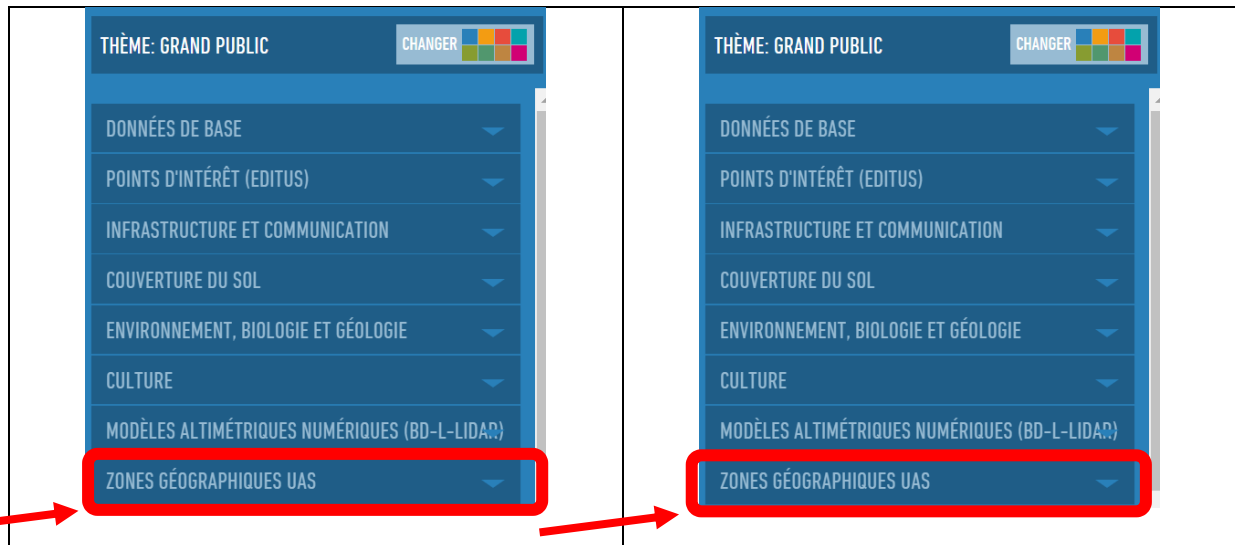 THÈME: GRAND PUBLIC
CHANGER
DONNÉES DE BASE
POINTS D'INTÉRÊT (EDITUS)
INFRASTRUCTURE ET COMMUNICATION
COUVERTURE DU SOL
ENVIRONNEMENT, BIOLOGIE ET GÉOLOGIE
CULTURE
MODÈLES ALTIMÉTRIQUES NUMÉRIQUES (BD-L-LIDAR)
ZONES GÉOGRAPHIQUES UAS
THÈME: GRAND PUBLIC
CHANGER
DONNÉES DE BASE
POINTS D'INTÉRÊT (EDITUS)
INFRASTRUCTURE ET COMMUNICATION
COUVERTURE DU SOL
ENVIRONNEMENT, BIOLOGIE ET GÉOLOGIE
CULTURE
MODÈLES ALTIMÉTRIQUES NUMÉRIQUES (BD-L-LIDAR)
ZONES GÉOGRAPHIQUES UAS